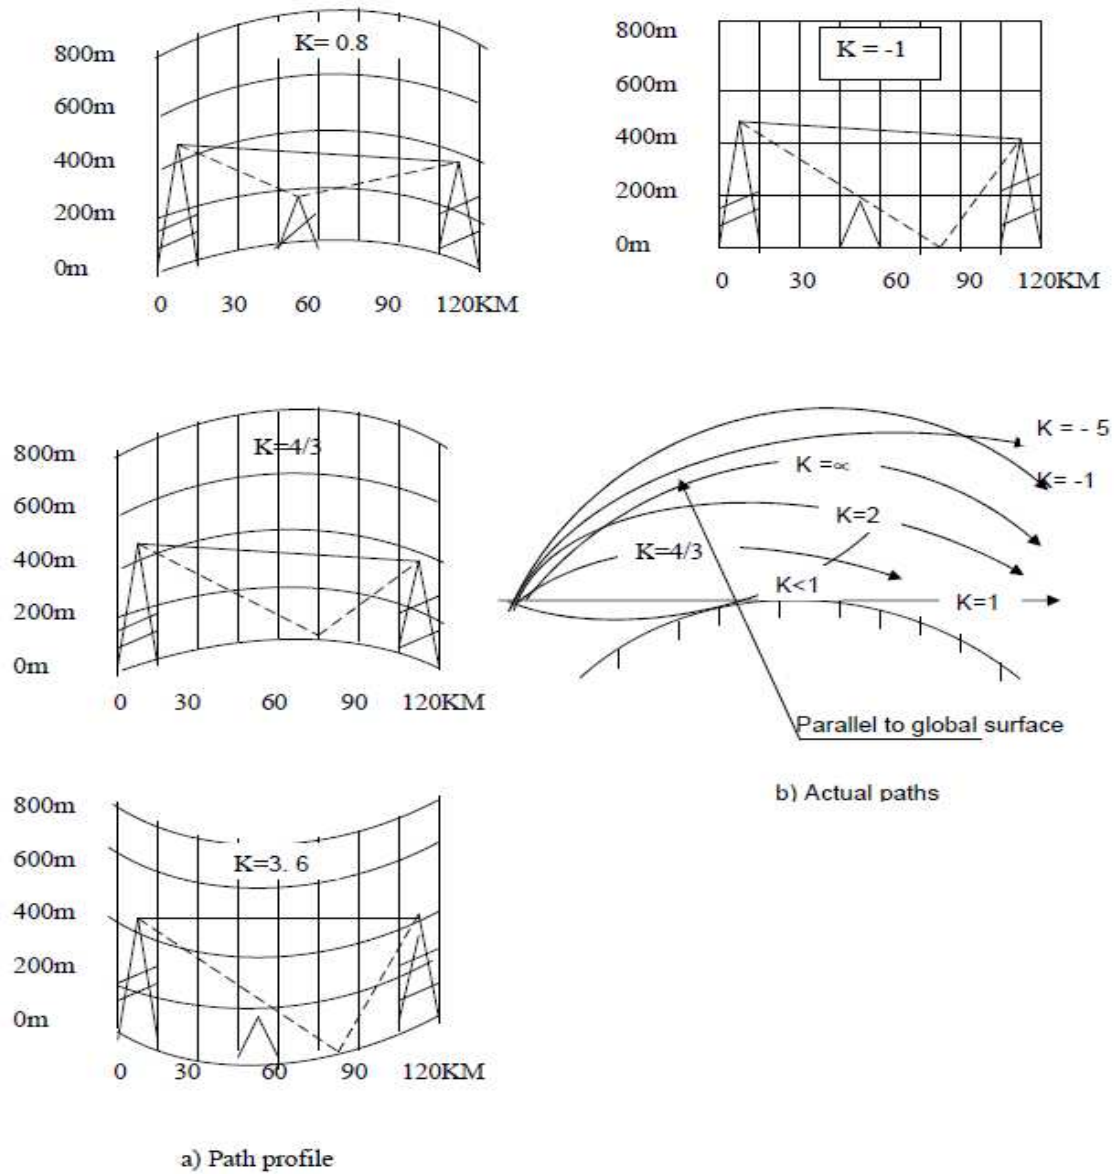 800m
600m
400m
200m
0m
K= 0.8
0 30 60 90 120KM
800m
600m
400m
200m
0m
K = -1
0 30 60 90 120KM
800m
600m
400m
200m
0m
K=4/3
0 30 60 90 120KM
K = - 5
K= -1
K =∝
K=2
K=4/3
K<1
K=1
Parallel to global surface
b) Actual paths
800m
600m
400m
200m
0m
K=3. 6
0 30 60 90 120KM
a) Path profile